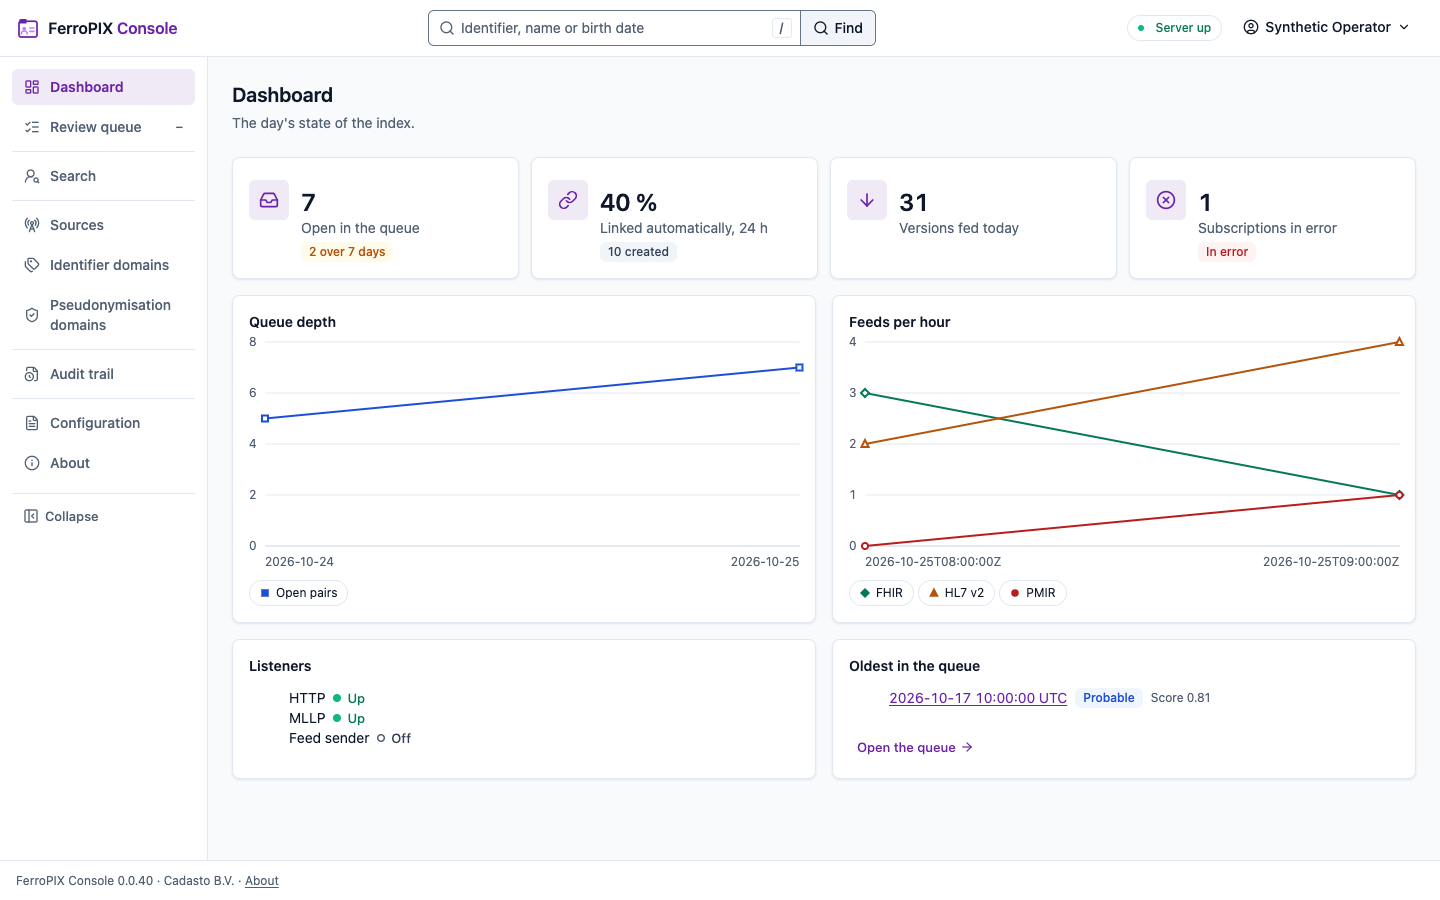 FerroPIX Console
Identifier, name or birth date
/
Find
Server up
Synthetic Operator
Dashboard
Review queue
–
Search
Sources
Identifier domains
Pseudonymisation
domains
Audit trail
Configuration
About
Collapse
Dashboard
The day's state of the index.
7
Open in the queue
2 over 7 days
40 %
Linked automatically, 24 h
10 created
31
Versions fed today
1
Subscriptions in error
In error
Queue depth
8
6
4
2
0
2026-10-24
2026-10-25
Open pairs
Feeds per hour
4
3
2
1
0
2026-10-25T08:00:00Z
2026-10-25T09:00:00Z
FHIR
HL7 v2
PMIR
Listeners
HTTP Up
MLLP Up
Feed sender Off
Oldest in the queue
2026-10-17 10:00:00 UTC Probable Score 0.81
Open the queue
FerroPIX Console 0.0.40 · Cadasto B.V. · About